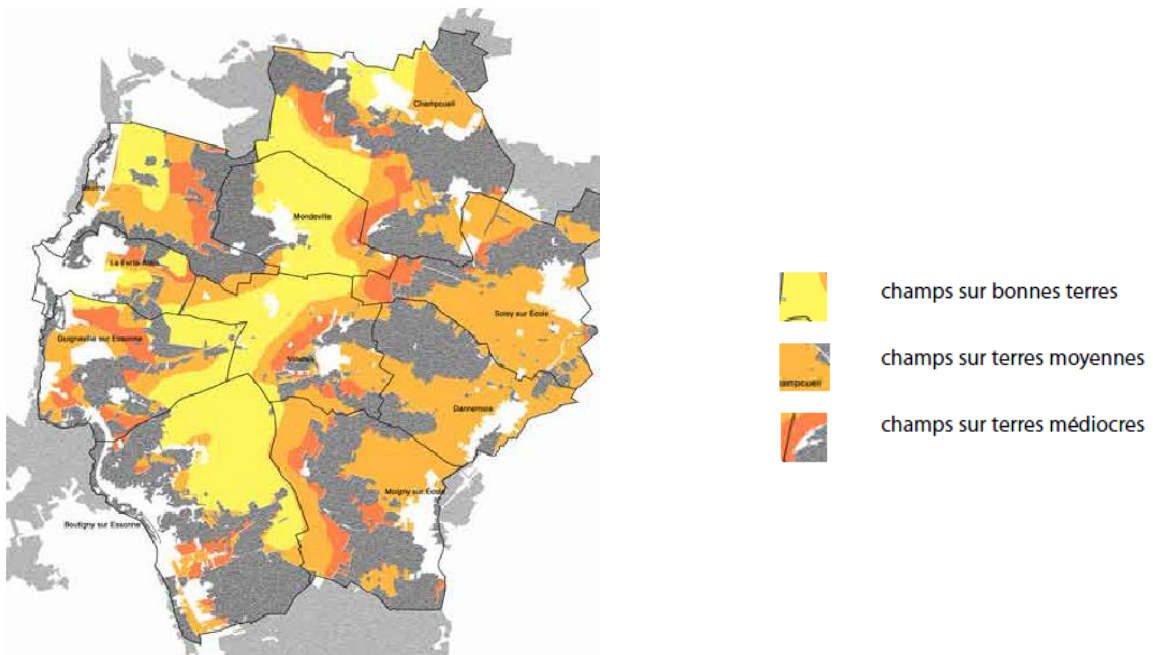 Champcueil
Mondeville
La Ferté-Alais
Soisy sur École
Guigneville sur Essonne
Videlles
Dannemois
Moigny sur École
Boutigny sur Essonne
champs sur bonnes terres
champs sur terres moyennes
champcueil
champs sur terres médiocres